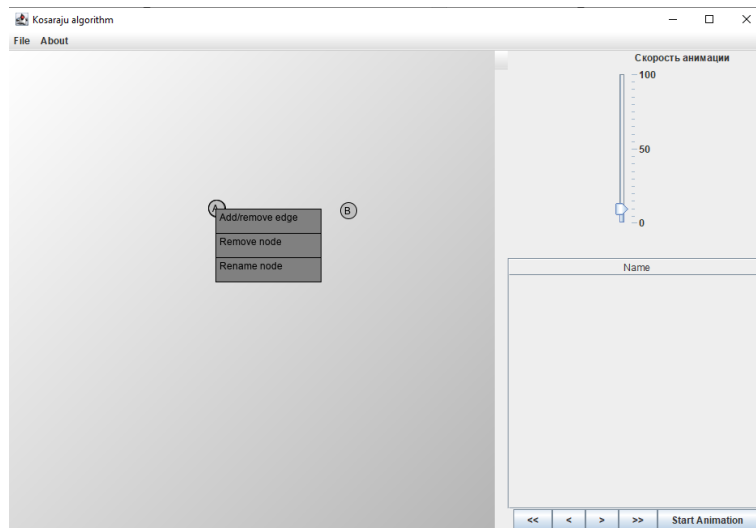 Kosaraju algorithm
File About
Скорость анимации
100
50
0
A
B
Add/remove edge
Remove node
Rename node
Name
<< < > >> Start Animation